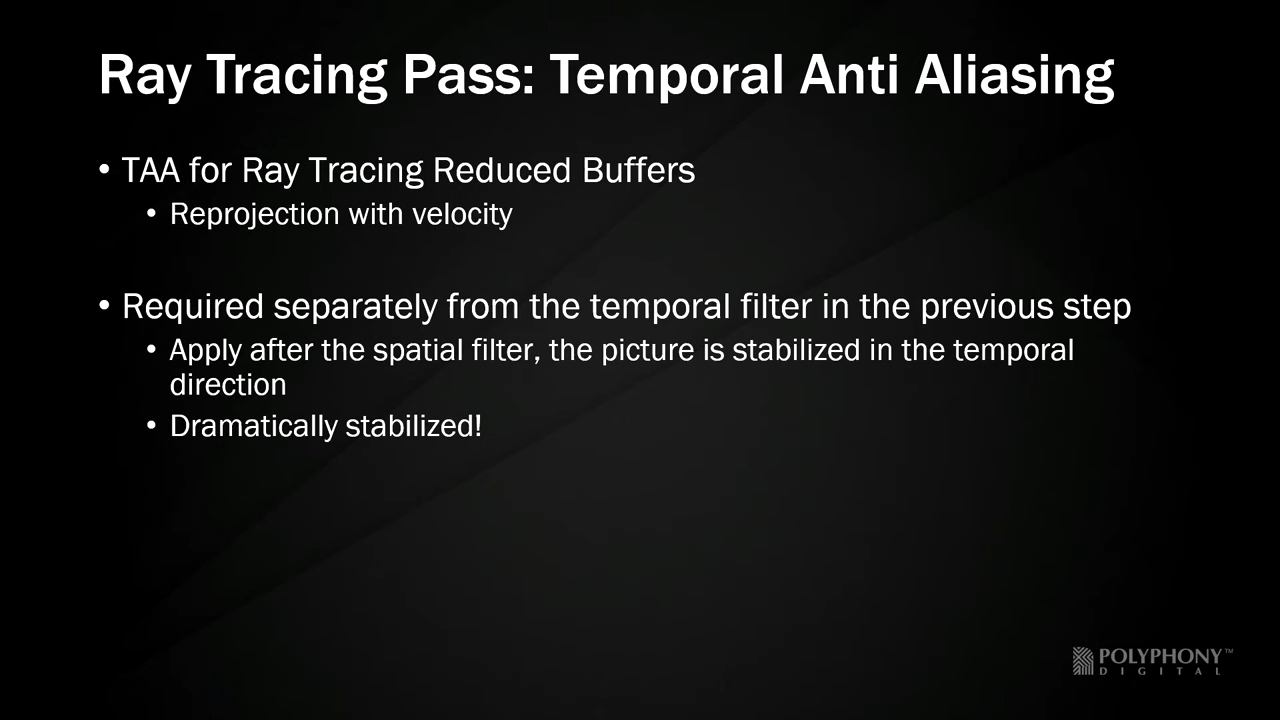 Ray Tracing Pass: Temporal Anti Aliasing
• TAA for Ray Tracing Reduced Buffers
• Reprojection with velocity
• Required separately from the temporal filter in the previous step
• Apply after the spatial filter, the picture is stabilized in the temporal
direction
• Dramatically stabilized!
POLYPHONY™
DIGITAL